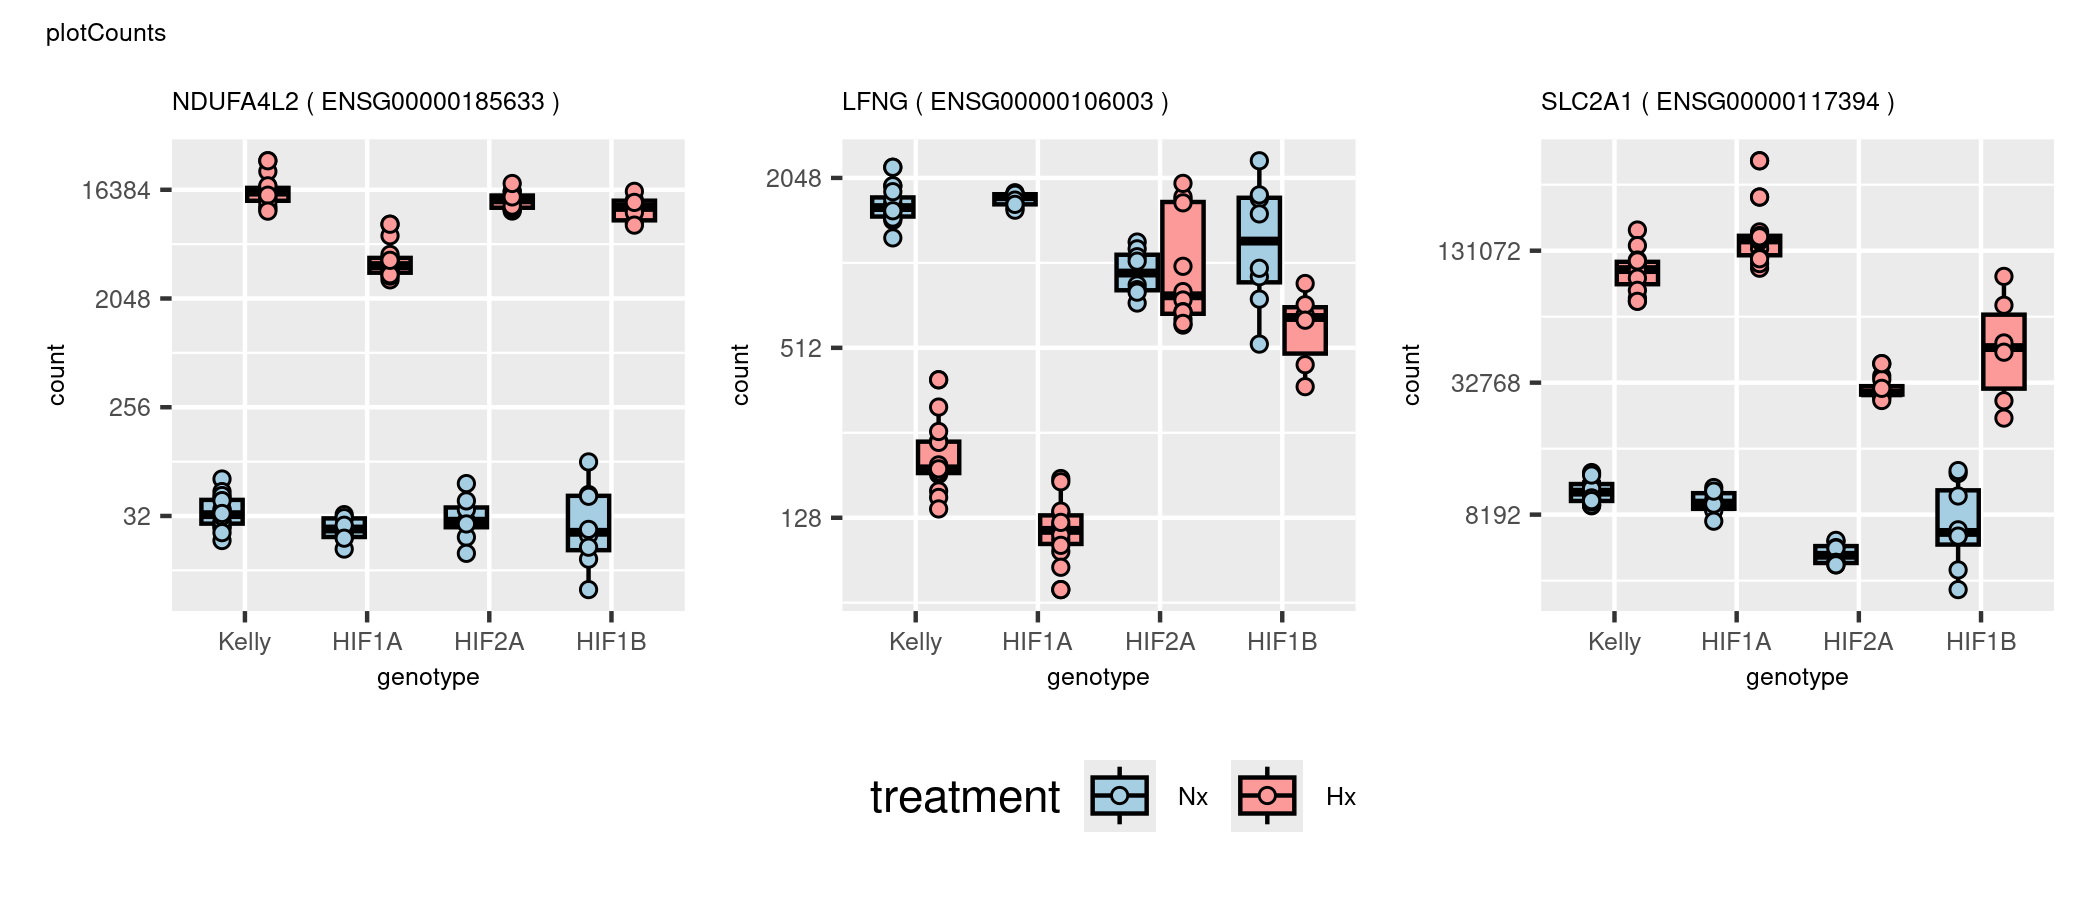 plotCounts
NDUFA4L2 ( ENSG00000185633 )
count
16384
2048
256
32
Kelly HIF1A HIF2A HIF1B
genotype
LFNG ( ENSG00000106003 )
count
2048
512
128
Kelly HIF1A HIF2A HIF1B
genotype
SLC2A1 ( ENSG00000117394 )
count
131072
32768
8192
Kelly HIF1A HIF2A HIF1B
genotype
treatment Nx Hx